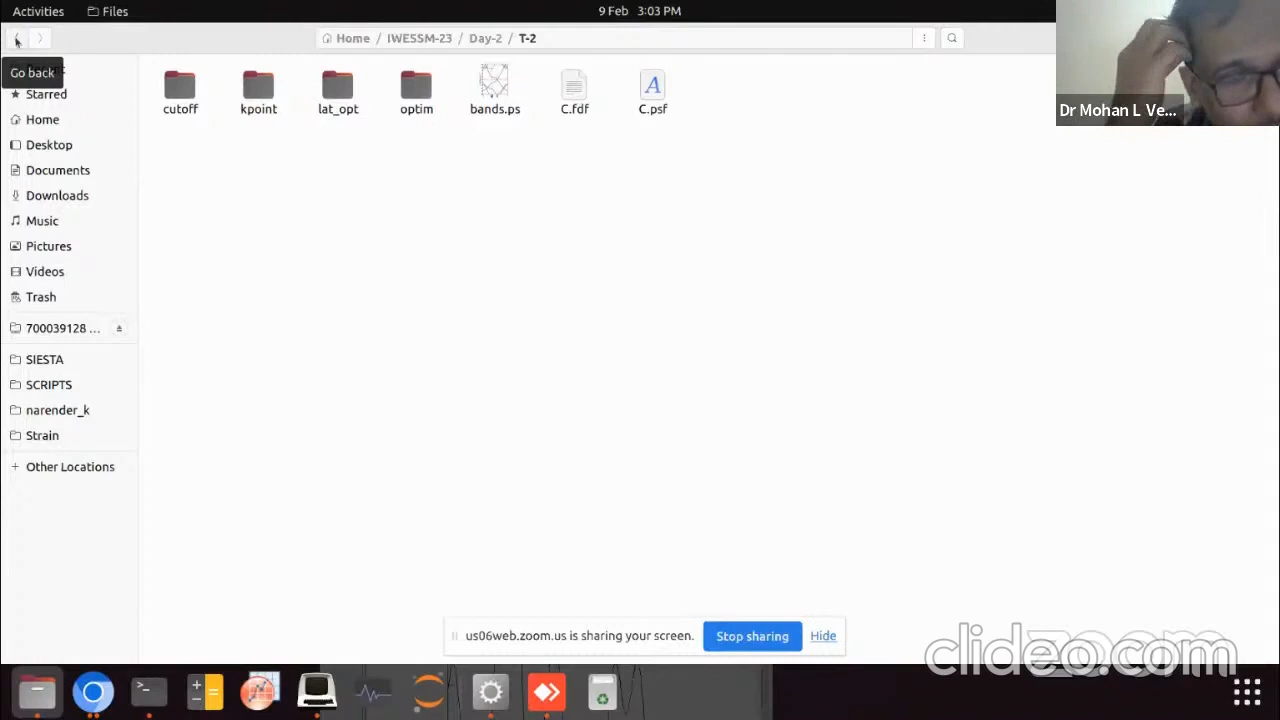 Activities Files 9 Feb 3:03 PM
Home / IWESSM-23 / Day-2 / T-2
Go back
Starred
Home
Desktop
Documents
Downloads
Music
Pictures
Videos
Trash
700039128 ...
SIESTA
SCRIPTS
narender_k
Strain
+ Other Locations
cutoff kpoint lat_opt optim bands.ps C.fdf C.psf
Dr Mohan L Ve...
us06web.zoom.us is sharing your screen. Stop sharing Hide
zoom
clideo.com